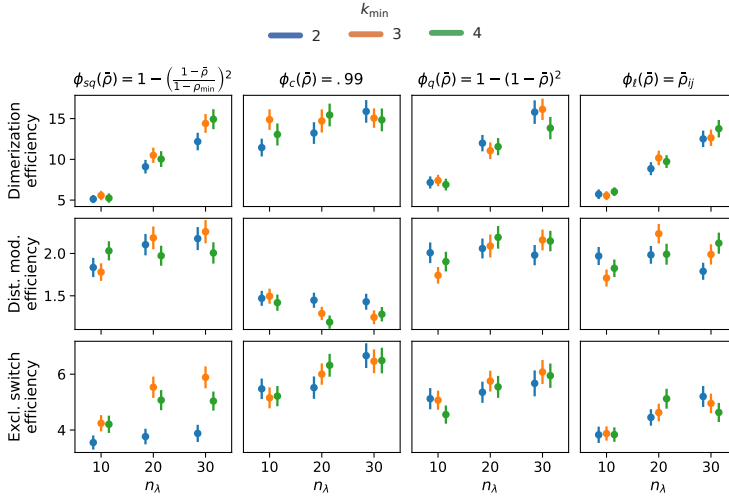 k_min
2 3 4
ϕ_sq(ρ̄) = 1 − ((1 − ρ̄)/(1 − ρ_min))^2
ϕ_c(ρ̄) = .99
ϕ_q(ρ̄) = 1 − (1 − ρ̄)^2
ϕ_ℓ(ρ̄) = ρ̄_ij
Dimerization
efficiency
15
10
5
Dist. mod.
efficiency
2.0
1.5
Excl. switch
efficiency
6
4
10 20 30
10 20 30
10 20 30
10 20 30
n_λ
n_λ
n_λ
n_λ